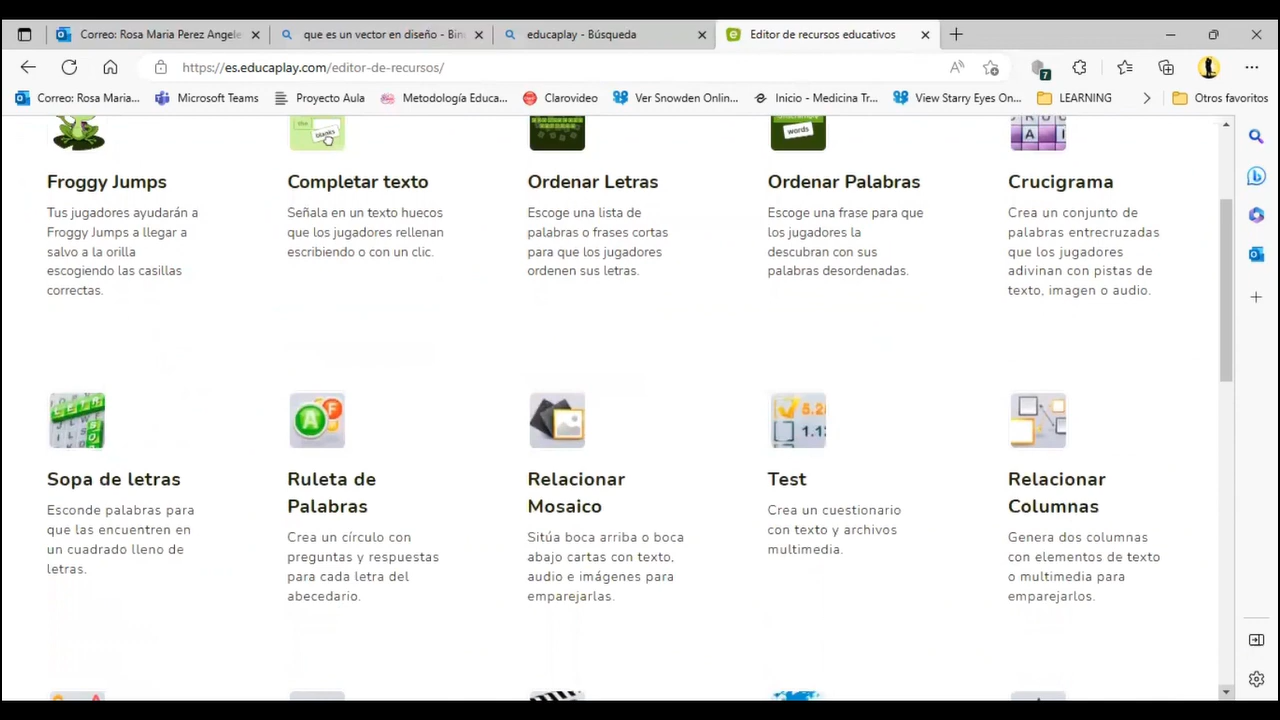 Correo: Rosa Maria Perez Angele
que es un vector en diseño - Bin
educaplay - Búsqueda
Editor de recursos educativos
https://es.educaplay.com/editor-de-recursos/
7
Correo: Rosa Maria...
Microsoft Teams
Proyecto Aula
Metodología Educa...
Clarovideo
Ver Snowden Onlin...
Inicio - Medicina Tr...
View Starry Eyes On...
LEARNING
Otros favoritos
the
blanks
words
A I
Froggy Jumps
Tus jugadores ayudarán a
Froggy Jumps a llegar a
salvo a la orilla
escogiendo las casillas
correctas.
Completar texto
Señala en un texto huecos
que los jugadores rellenan
escribiendo o con un clic.
Ordenar Letras
Escoge una lista de
palabras o frases cortas
para que los jugadores
ordenen sus letras.
Ordenar Palabras
Escoge una frase para que
los jugadores la
descubran con sus
palabras desordenadas.
Crucigrama
Crea un conjunto de
palabras entrecruzadas
que los jugadores
adivinan con pistas de
texto, imagen o audio.
A F
5.2
1.1
Sopa de letras
Esconde palabras para
que las encuentren en
un cuadrado lleno de
letras.
Ruleta de
Palabras
Crea un círculo con
preguntas y respuestas
para cada letra del
abecedario.
Relacionar
Mosaico
Sitúa boca arriba o boca
abajo cartas con texto,
audio e imágenes para
emparejarlas.
Test
Crea un cuestionario
con texto y archivos
multimedia.
Relacionar
Columnas
Genera dos columnas
con elementos de texto
o multimedia para
emparejarlos.